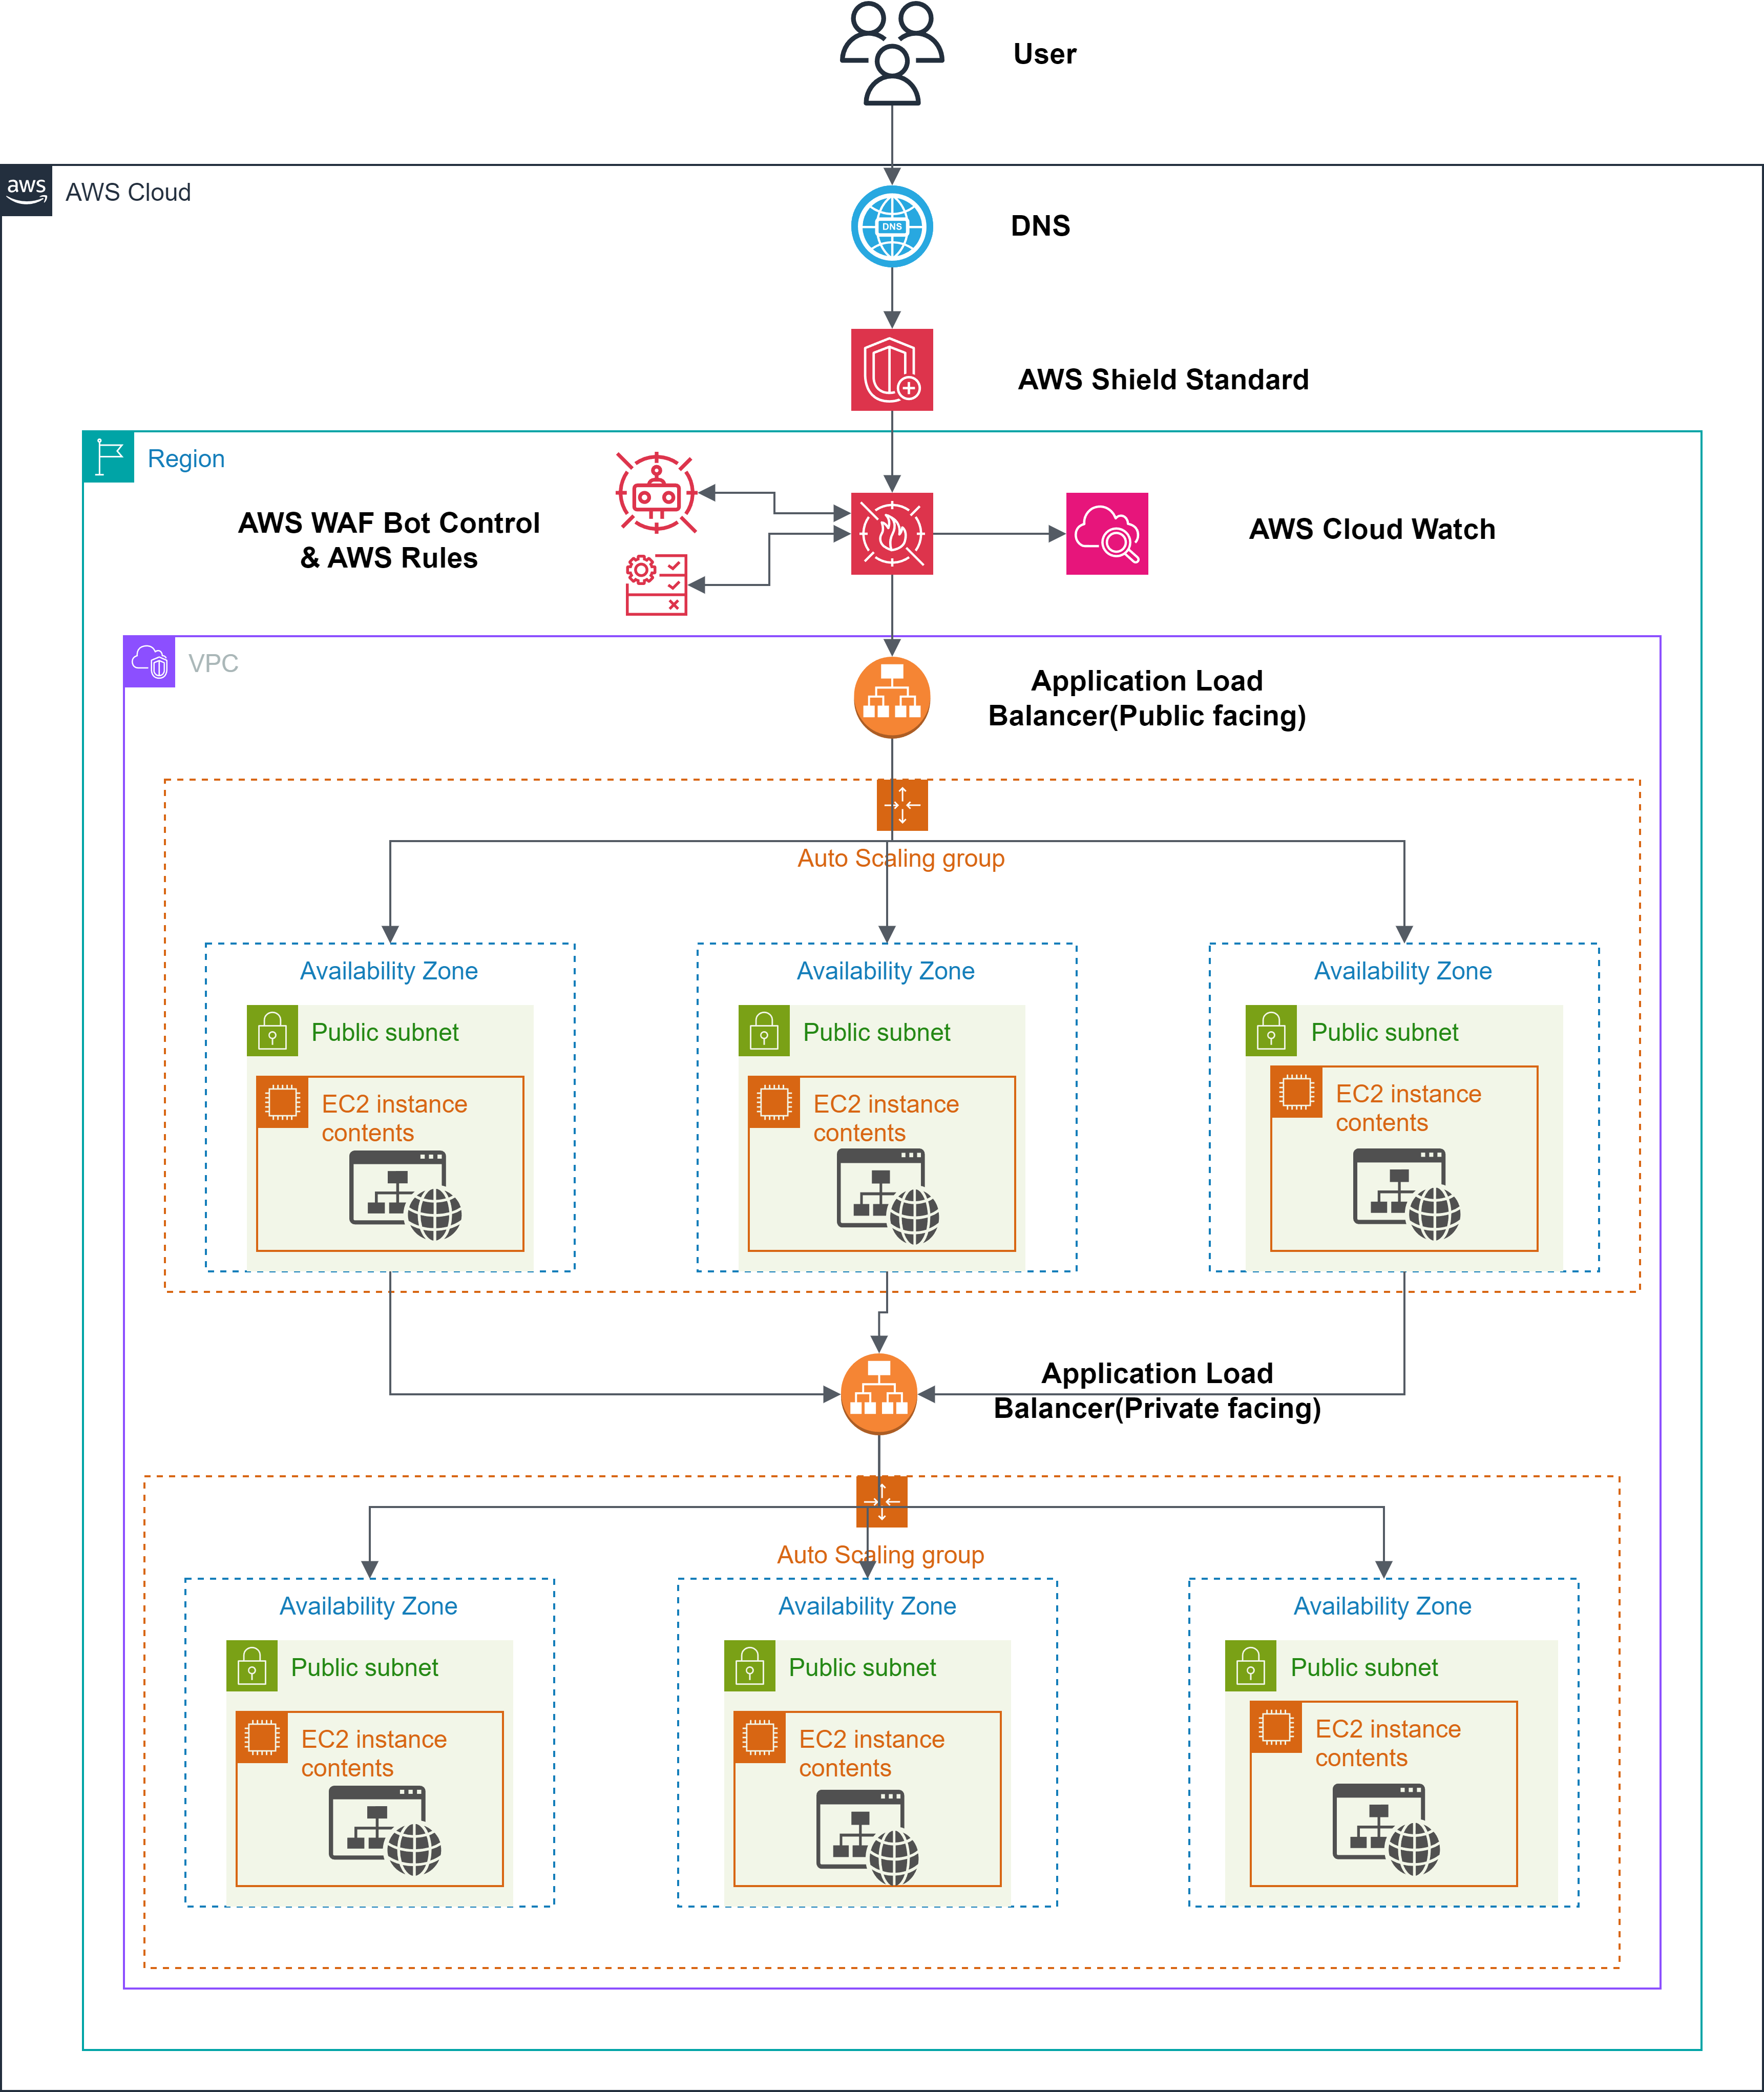 User
aws
AWS Cloud
DNS
DNS
AWS Shield Standard
Region
AWS WAF Bot Control
& AWS Rules
AWS Cloud Watch
VPC
Application Load
Balancer(Public facing)
Auto Scaling group
Availability Zone
Availability Zone
Availability Zone
Public subnet
Public subnet
Public subnet
EC2 instance
contents
EC2 instance
contents
EC2 instance
contents
Application Load
Balancer(Private facing)
Auto Scaling group
Availability Zone
Availability Zone
Availability Zone
Public subnet
Public subnet
Public subnet
EC2 instance
contents
EC2 instance
contents
EC2 instance
contents